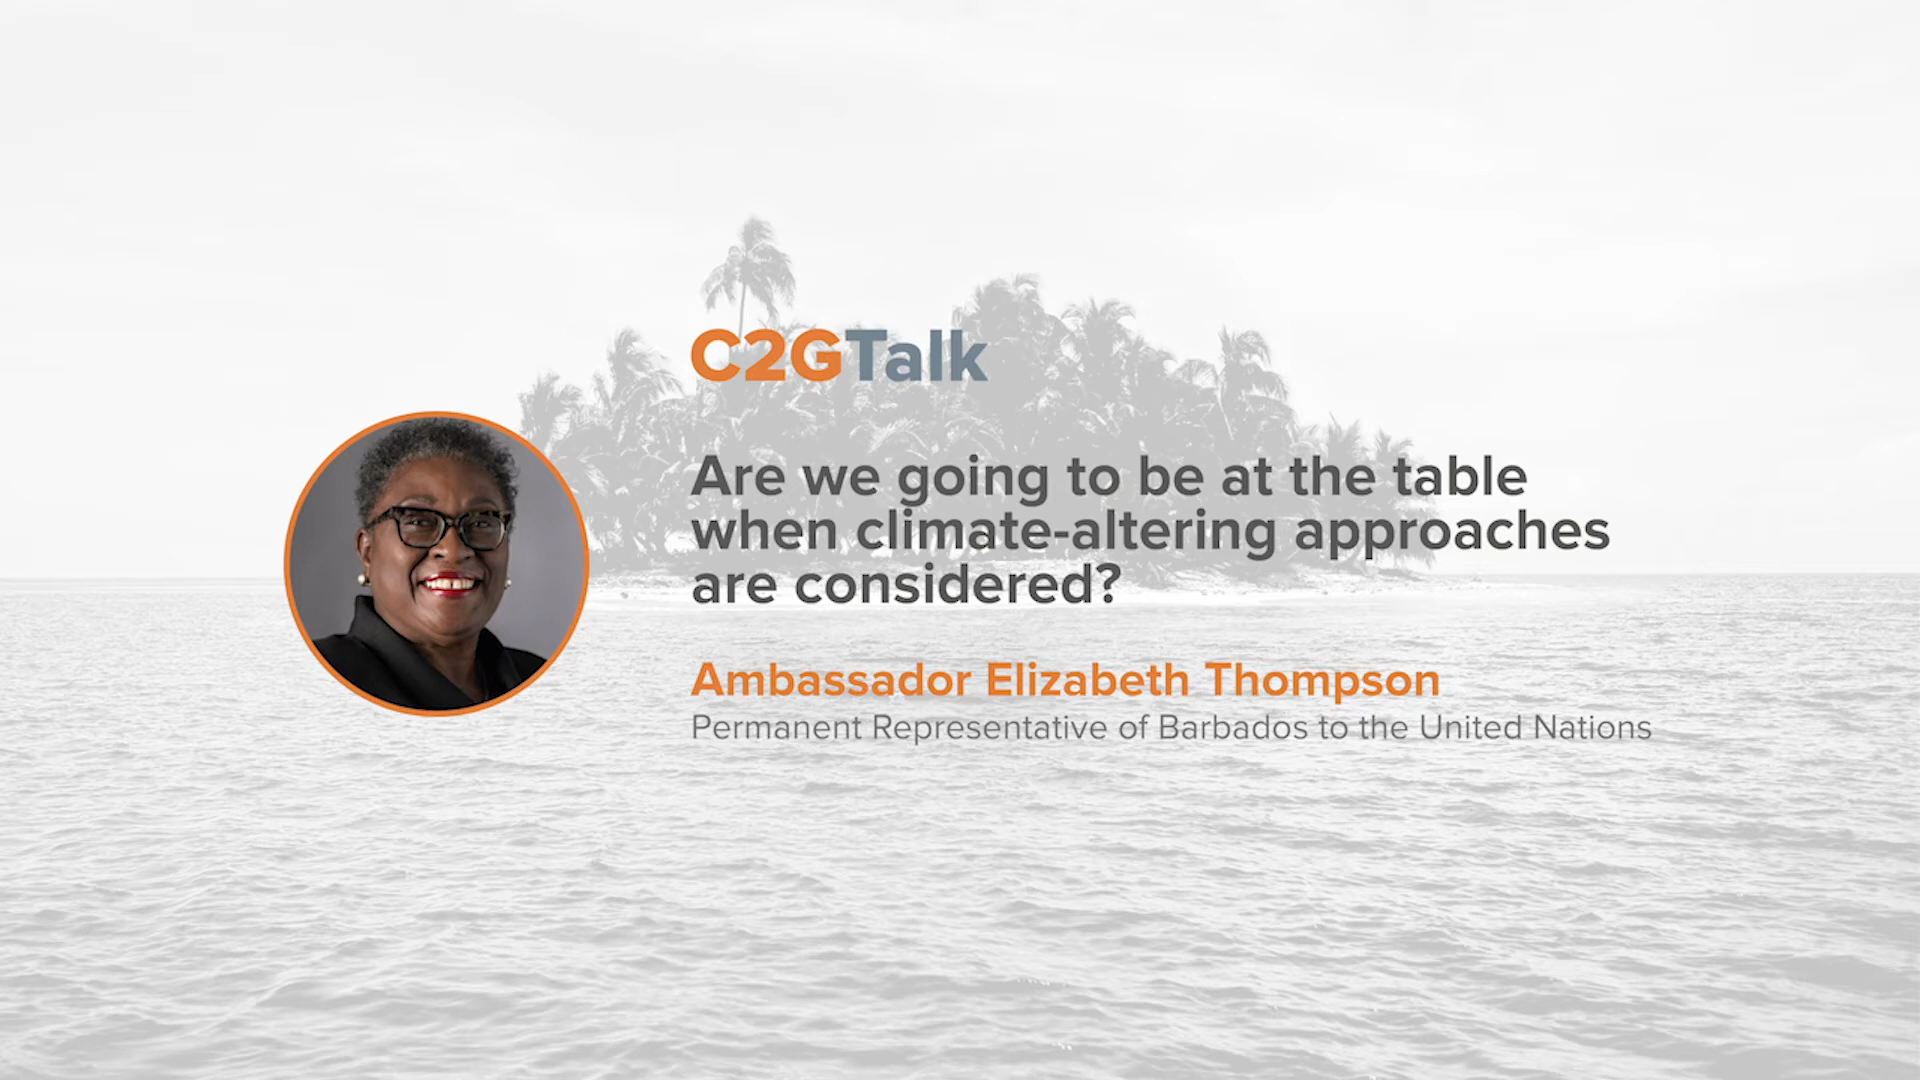 C2GTalk
Are we going to be at the table
when climate-altering approaches
are considered?
Ambassador Elizabeth Thompson
Permanent Representative of Barbados to the United Nations